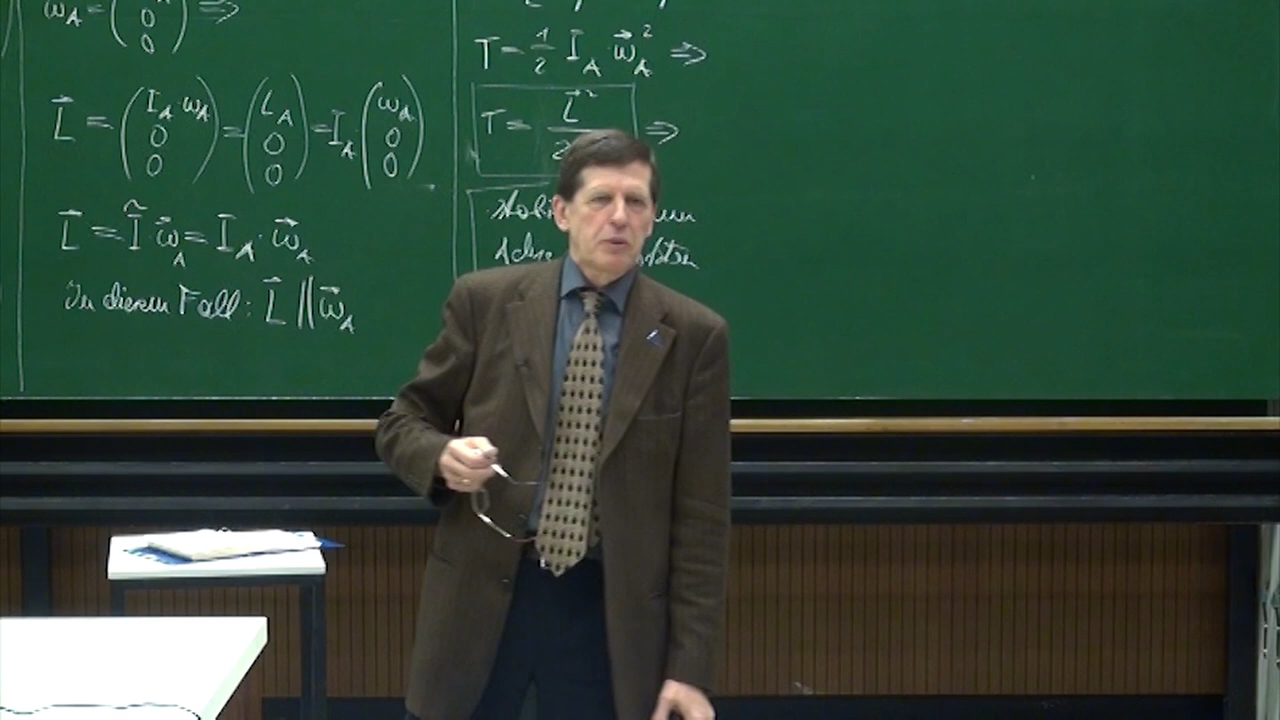 ω_A = ( 0 0 ) ⇒
L⃗ = ( I_A·ω_A 0 0 ) = ( L_A 0 0 ) = I_A ( ω_A 0 0 )
L⃗ = Ĩ·ω⃗_A = I_A · ω⃗_A
In diesem Fall: L⃗ || ω⃗_A
T = 1/2 I_A ω⃗_A² ⇒
T = L⃗² / 2 ⇒